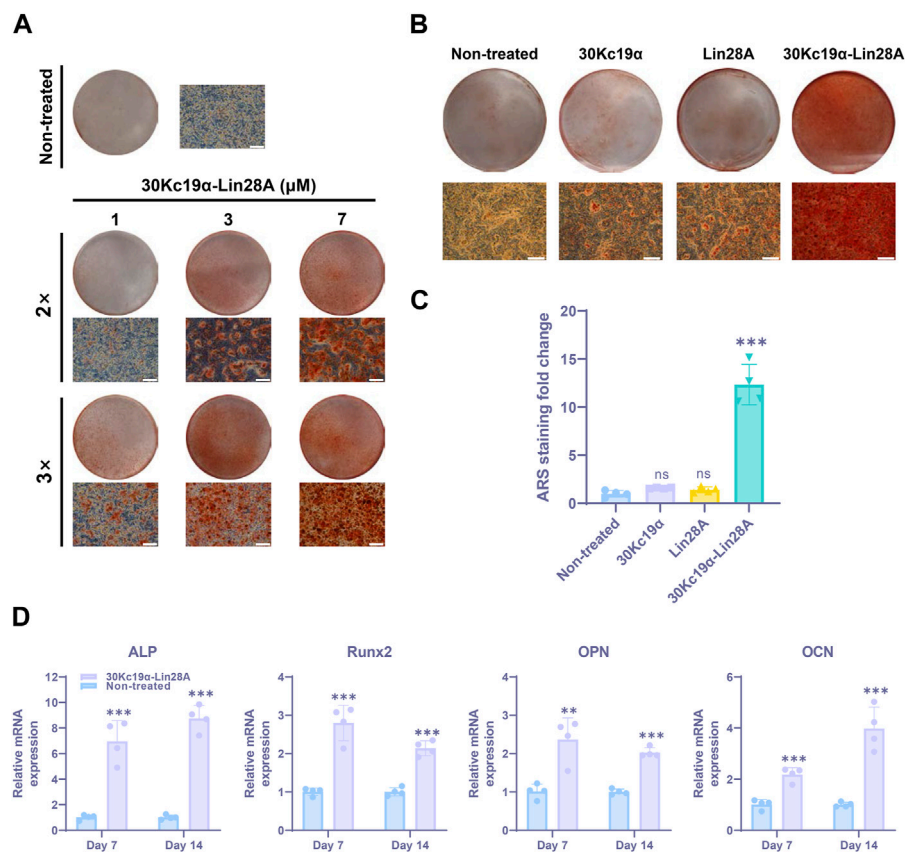 A
Non-treated
30Kc19α-Lin28A (μM)
1 3 7
2×
3×
B
Non-treated 30Kc19α Lin28A 30Kc19α-Lin28A
C
ARS staining fold change
20
15
10
5
0
***
ns
ns
Non-treated
30Kc19α
Lin28A
30Kc19α-Lin28A
D
ALP
Relative mRNA
expression
12
10
8
6
4
2
0
30Kc19α-Lin28A
Non-treated
***
***
Day 7 Day 14
Runx2
Relative mRNA
expression
4
3
2
1
0
***
***
Day 7 Day 14
OPN
Relative mRNA
expression
4
3
2
1
0
**
***
Day 7 Day 14
OCN
Relative mRNA
expression
6
4
2
0
***
***
Day 7 Day 14